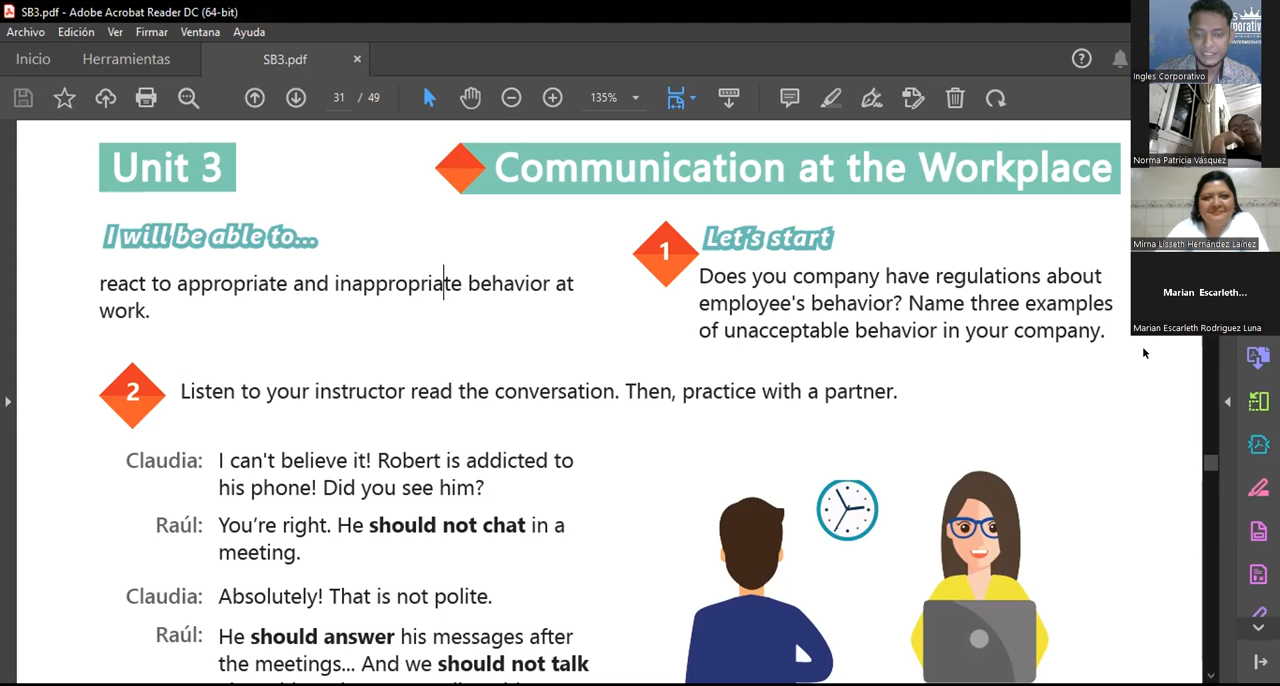 SB3.pdf - Adobe Acrobat Reader DC (64-bit)
Archivo Edición Ver Firmar Ventana Ayuda
Inicio Herramientas SB3.pdf ×
31 / 49 135%
Unit 3
Communication at the Workplace
I will be able to...
react to appropriate and inappropriate behavior at
work.
1 Let's start
Does you company have regulations about
employee's behavior? Name three examples
of unacceptable behavior in your company.
2 Listen to your instructor read the conversation. Then, practice with a partner.
Claudia: I can't believe it! Robert is addicted to
his phone! Did you see him?
Raúl: You're right. He should not chat in a
meeting.
Claudia: Absolutely! That is not polite.
Raúl: He should answer his messages after
the meetings... And we should not talk
Ingles Corporativo
Norma Patricia Vásquez
Mirna Lisseth Hernández Laínez
Marian Escarleth...
Marian Escarleth Rodriguez Luna